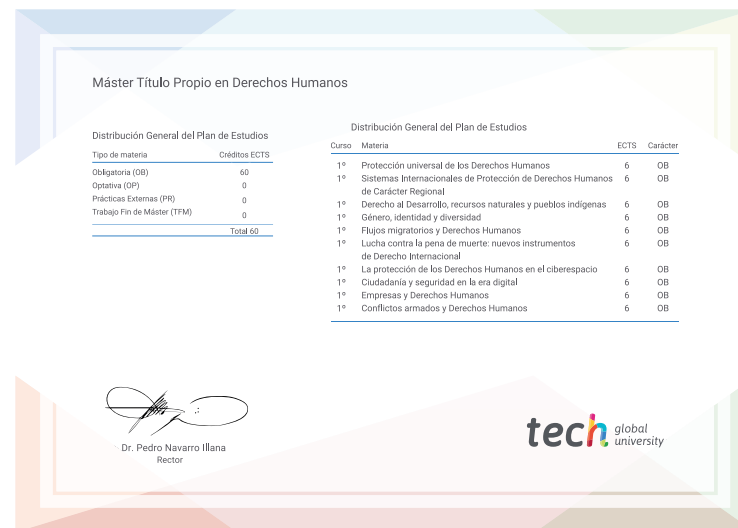 Máster Título Propio en Derechos Humanos
Distribución General del Plan de Estudios
Tipo de materia Créditos ECTS
Obligatoria (OB) 60
Optativa (OP) 0
Prácticas Externas (PR) 0
Trabajo Fin de Máster (TFM) 0
Total 60
Distribución General del Plan de Estudios
Curso Materia ECTS Carácter
1º Protección universal de los Derechos Humanos 6 OB
1º Sistemas Internacionales de Protección de Derechos Humanos 6 OB
de Carácter Regional
1º Derecho al Desarrollo, recursos naturales y pueblos indígenas 6 OB
1º Género, identidad y diversidad 6 OB
1º Flujos migratorios y Derechos Humanos 6 OB
1º Lucha contra la pena de muerte: nuevos instrumentos 6 OB
de Derecho Internacional
1º La protección de los Derechos Humanos en el ciberespacio 6 OB
1º Ciudadanía y seguridad en la era digital 6 OB
1º Empresas y Derechos Humanos 6 OB
1º Conflictos armados y Derechos Humanos 6 OB
Dr. Pedro Navarro Illana
Rector
tech global
university